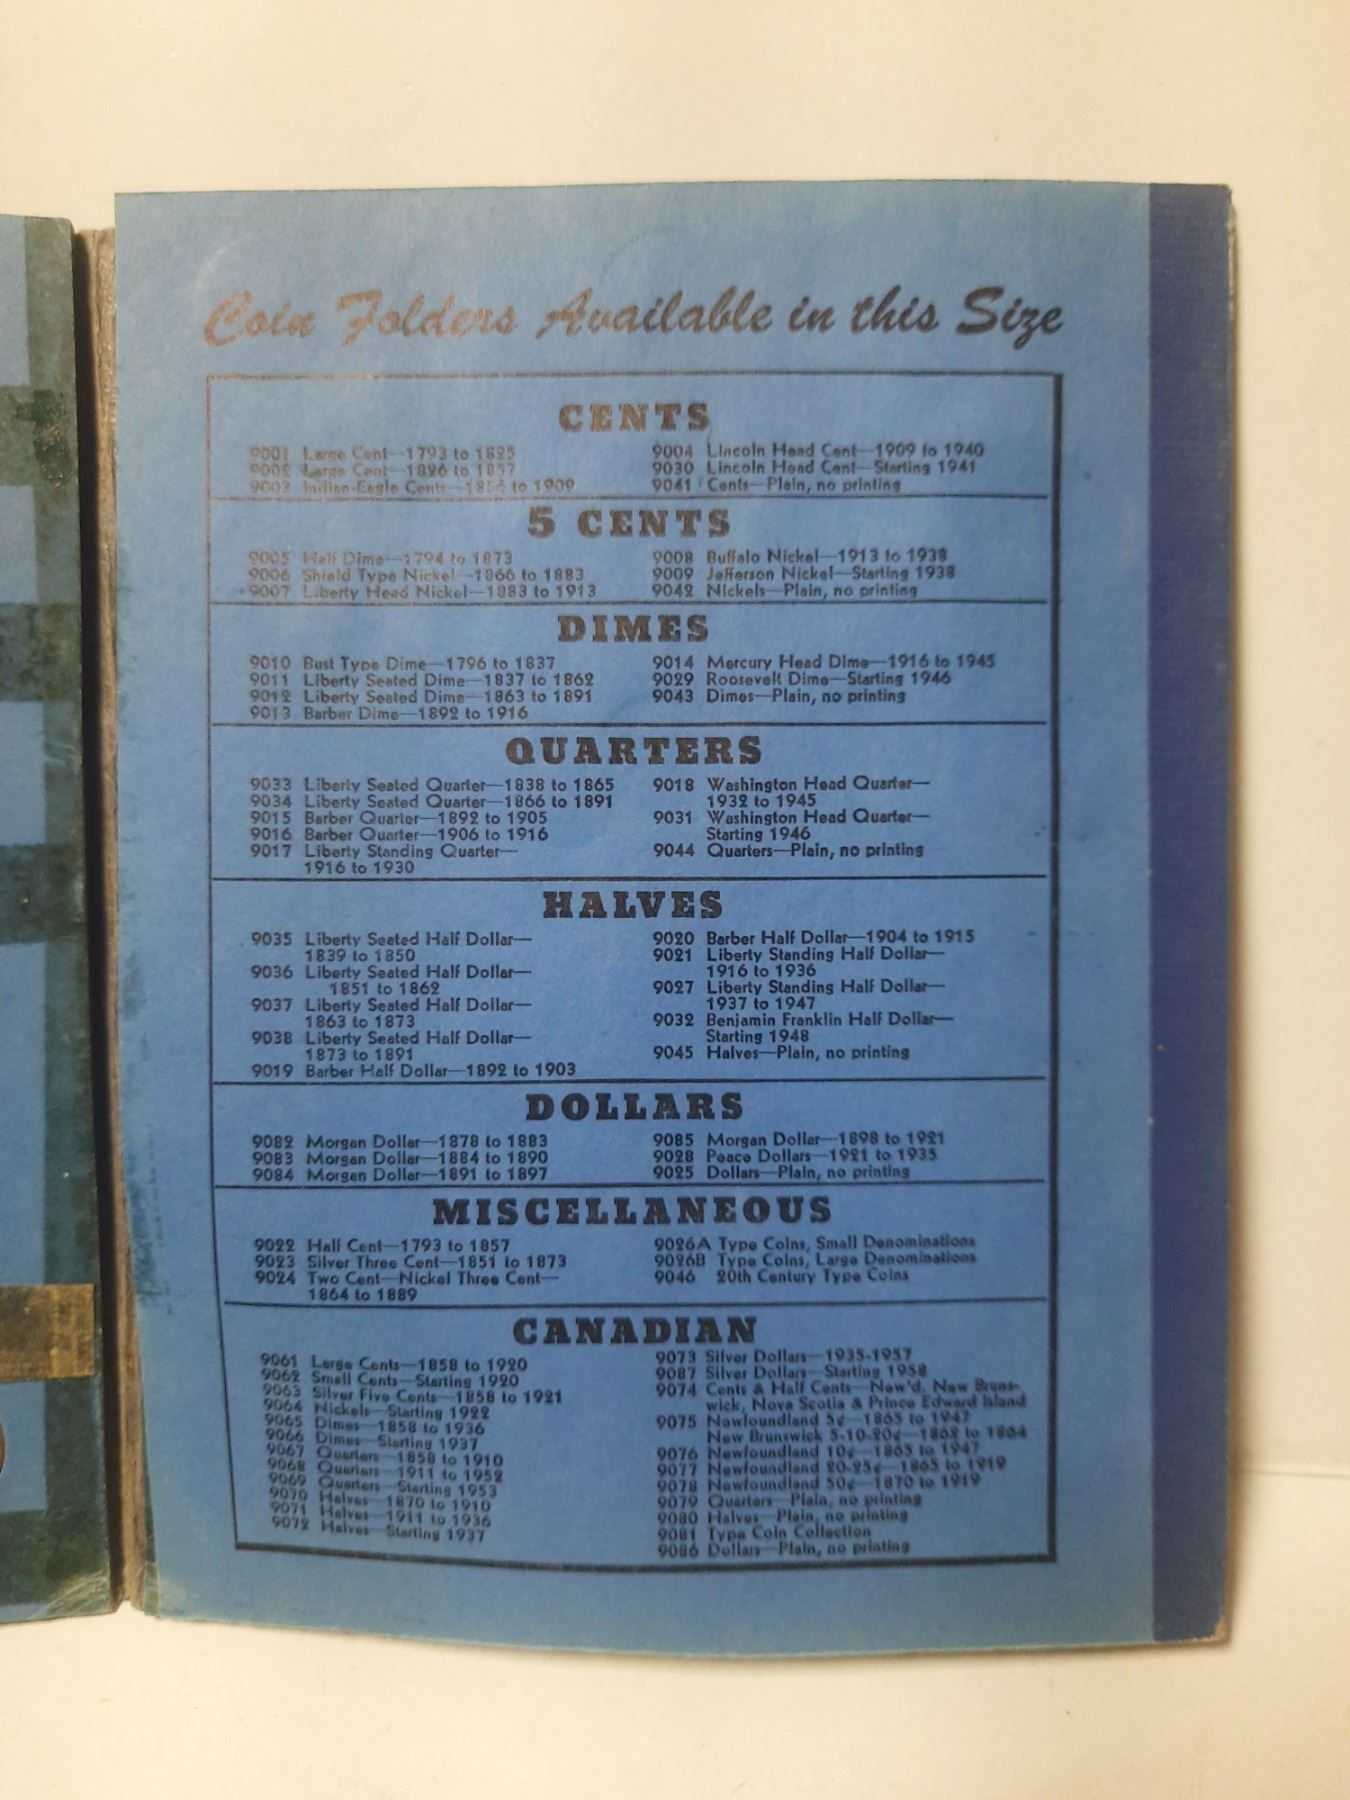 Coin Folders Available in this Size
CENTS
9001 Large Cent—1793 to 1825
9002 Large Cent—1826 to 1857
9003 Indian-Eagle Cents—1856 to 1909
9004 Lincoln Head Cent—1909 to 1940
9030 Lincoln Head Cent—Starting 1941
9041 Cents—Plain, no printing
5 CENTS
9005 Half Dime—1794 to 1873
9006 Shield Type Nickel—1866 to 1883
9007 Liberty Head Nickel—1883 to 1913
9008 Buffalo Nickel—1913 to 1938
9009 Jefferson Nickel—Starting 1938
9042 Nickels—Plain, no printing
DIMES
9010 Bust Type Dime—1796 to 1837
9011 Liberty Seated Dime—1837 to 1862
9012 Liberty Seated Dime—1863 to 1891
9013 Barber Dime—1892 to 1916
9014 Mercury Head Dime—1916 to 1945
9029 Roosevelt Dime—Starting 1946
9043 Dimes—Plain, no printing
QUARTERS
9033 Liberty Seated Quarter—1838 to 1865
9034 Liberty Seated Quarter—1866 to 1891
9015 Barber Quarter—1892 to 1905
9016 Barber Quarter—1906 to 1916
9017 Liberty Standing Quarter—
1916 to 1930
9018 Washington Head Quarter—
1932 to 1945
9031 Washington Head Quarter—
Starting 1946
9044 Quarters—Plain, no printing
HALVES
9035 Liberty Seated Half Dollar—
1839 to 1850
9036 Liberty Seated Half Dollar—
1851 to 1862
9037 Liberty Seated Half Dollar—
1863 to 1873
9038 Liberty Seated Half Dollar—
1873 to 1891
9019 Barber Half Dollar—1892 to 1903
9020 Barber Half Dollar—1904 to 1915
9021 Liberty Standing Half Dollar—
1916 to 1936
9027 Liberty Standing Half Dollar—
1937 to 1947
9032 Benjamin Franklin Half Dollar—
Starting 1948
9045 Halves—Plain, no printing
DOLLARS
9082 Morgan Dollar—1878 to 1883
9083 Morgan Dollar—1884 to 1890
9084 Morgan Dollar—1891 to 1897
9085 Morgan Dollar—1898 to 1921
9028 Peace Dollars—1921 to 1935
9025 Dollars—Plain, no printing
MISCELLANEOUS
9022 Half Cent—1793 to 1857
9023 Silver Three Cent—1851 to 1873
9024 Two Cent—Nickel Three Cent—
1864 to 1889
9026A Type Coins, Small Denominations
9026B Type Coins, Large Denominations
9046 20th Century Type Coins
CANADIAN
9061 Large Cents—1858 to 1920
9062 Small Cents—Starting 1920
9063 Silver Five Cents—1858 to 1921
9064 Nickels—Starting 1922
9065 Dimes—1858 to 1936
9066 Dimes—Starting 1937
9067 Quarters—1858 to 1910
9068 Quarters—1911 to 1952
9069 Quarters—Starting 1953
9070 Halves—1870 to 1910
9071 Halves—1911 to 1936
9072 Halves—Starting 1937
9073 Silver Dollars—1935-1957
9087 Silver Dollars—Starting 1958
9074 Cents & Half Cents—New'd, New Bruns-
wick, Nova Scotia & Prince Edward Island
9075 Newfoundland 5¢—1865 to 1947
New Brunswick 5-10-20¢—1862 to 1864
9076 Newfoundland 10¢—1865 to 1947
9077 Newfoundland 20-25¢—1865 to 1919
9078 Newfoundland 50¢—1870 to 1919
9079 Quarters—Plain, no printing
9080 Halves—Plain, no printing
9081 Type Coin Collection
9086 Dollars—Plain, no printing